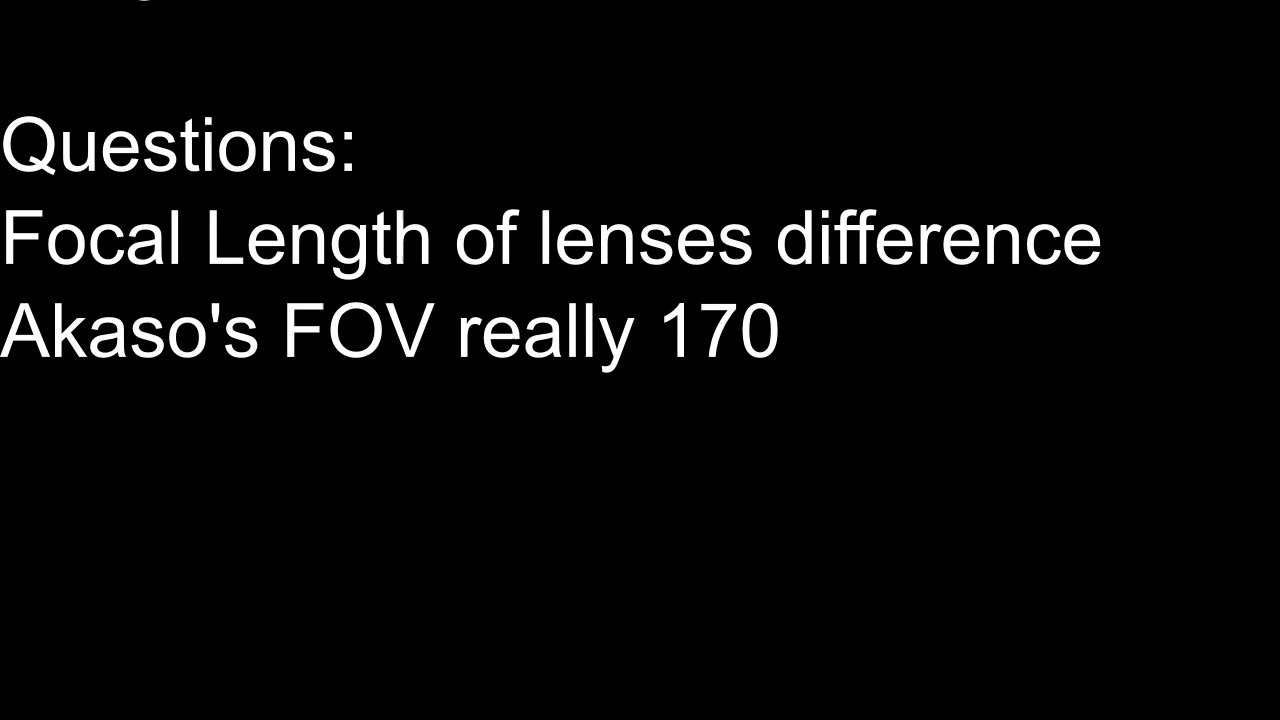 Questions:
Focal Length of lenses difference
Akaso's FOV really 170